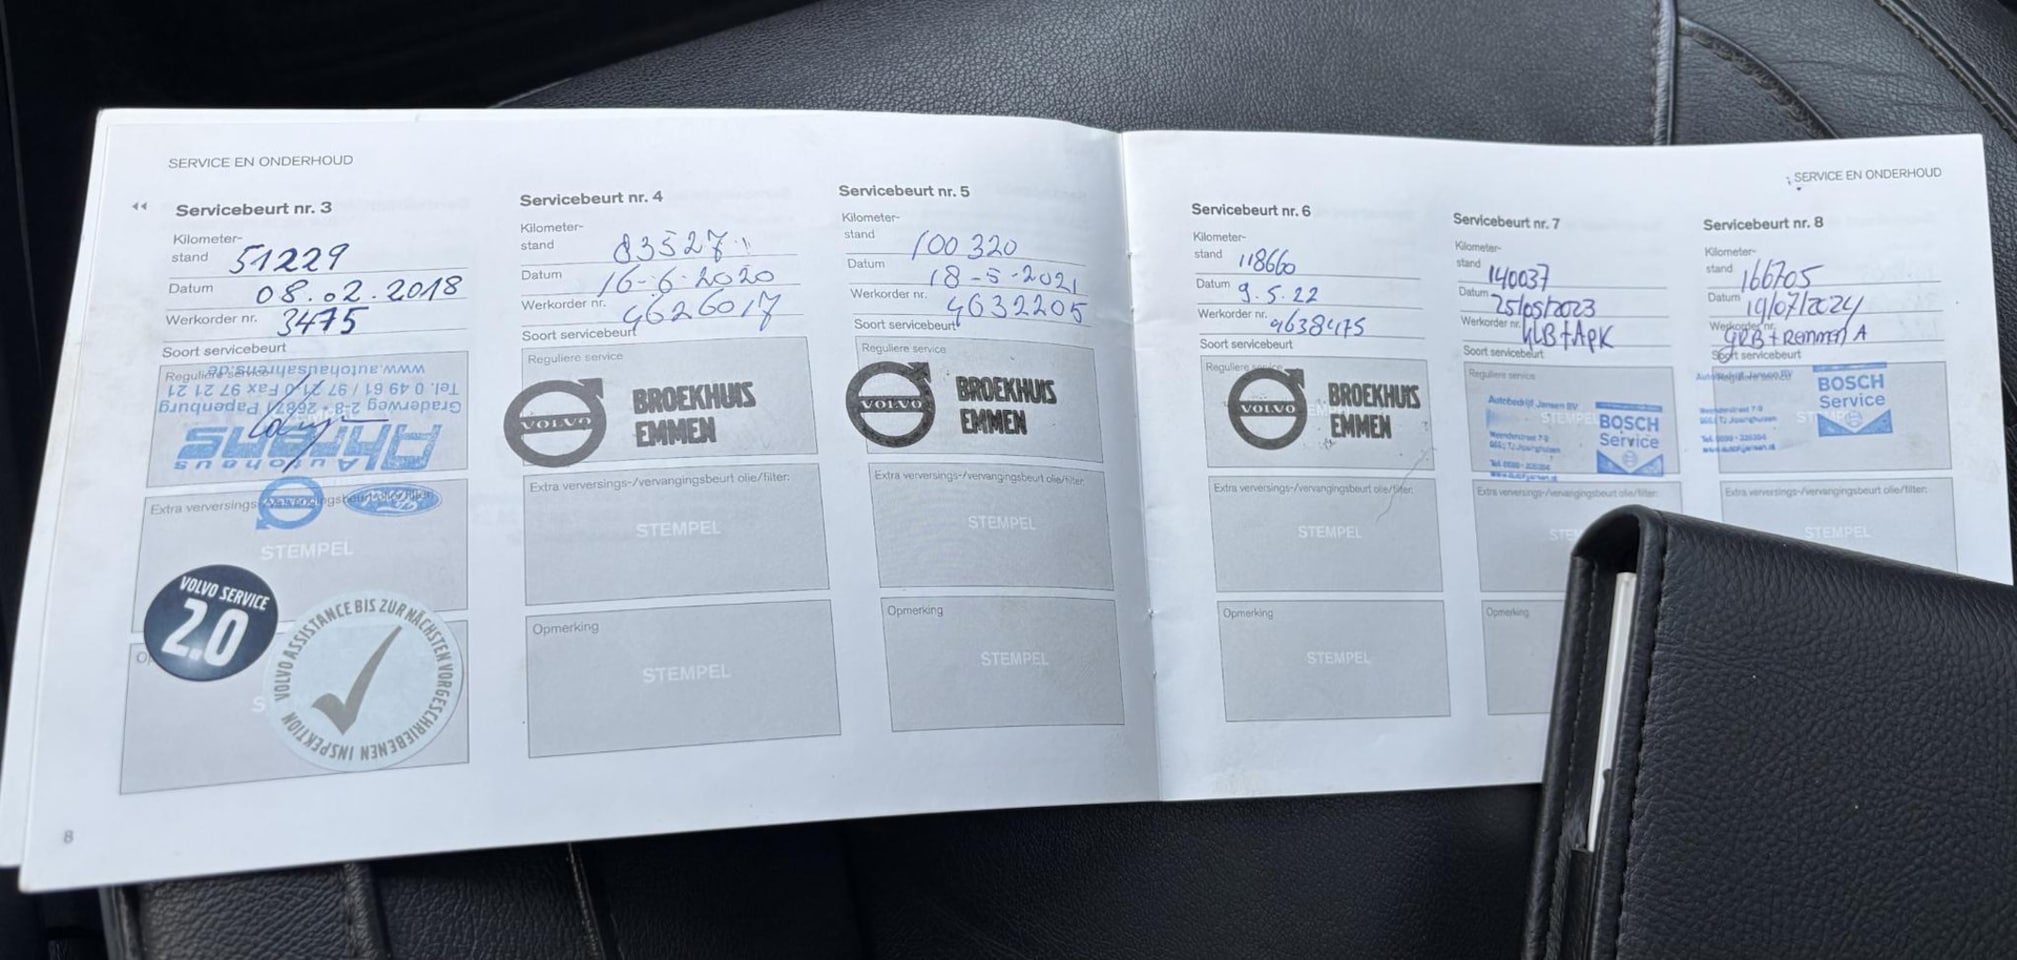 SERVICE EN ONDERHOUD
Servicebeurt nr. 3
Kilometer-
stand 51229
Datum 08.02.2018
Werkorder nr. 3475
Soort servicebeurt
Reguliere service
Autohaus
Ahrens
Graderweg 2-8 · 26871 Papenburg
Tel. 0 49 61 / 97 21 0 Fax 97 21 21
www.autohausahrens.de
Extra verversings-
STEMPEL
VOLVO SERVICE
2.0
VOLVO ASSISTANCE BIS ZUR NÄCHSTEN VORGESCHRIEBENEN INSPEKTION
8
Servicebeurt nr. 4
Kilometer-
stand 83527
Datum 16-6-2020
Werkorder nr. 4626017
Soort servicebeurt
Reguliere service
VOLVO
BROEKHUIS
EMMEN
Extra verversings-/vervangingsbeurt olie/filter:
STEMPEL
Opmerking
STEMPEL
Servicebeurt nr. 5
Kilometer-
stand 100320
Datum 18-5-2021
Werkorder nr. 4632205
Soort servicebeurt
Reguliere service
VOLVO
BROEKHUIS
EMMEN
Extra verversings-/vervangingsbeurt olie/filter:
STEMPEL
Opmerking
STEMPEL
SERVICE EN ONDERHOUD
Servicebeurt nr. 6
Kilometer-
stand 118660
Datum 9.5.22
Werkorder nr. 4638475
Soort servicebeurt
Reguliere service
VOLVO
BROEKHUIS
EMMEN
Extra verversings-/vervangingsbeurt olie/filter:
STEMPEL
Opmerking
STEMPEL
Servicebeurt nr. 7
Kilometer-
stand 140037
Datum 25/05/2023
Werkorder nr. GRB + APK
Soort servicebeurt
Reguliere service
Autobedrijf Jansen BV
BOSCH
Service
Extra verversings-/vervangingsbeurt olie/filter:
Opmerking
Servicebeurt nr. 8
Kilometer-
stand 166705
Datum 19/07/2024
Werkorder nr. GRB + Remmen A
Soort servicebeurt
Autobedrijf Jansen BV
BOSCH
Service
Extra verversings-/vervangingsbeurt olie/filter:
STEMPEL